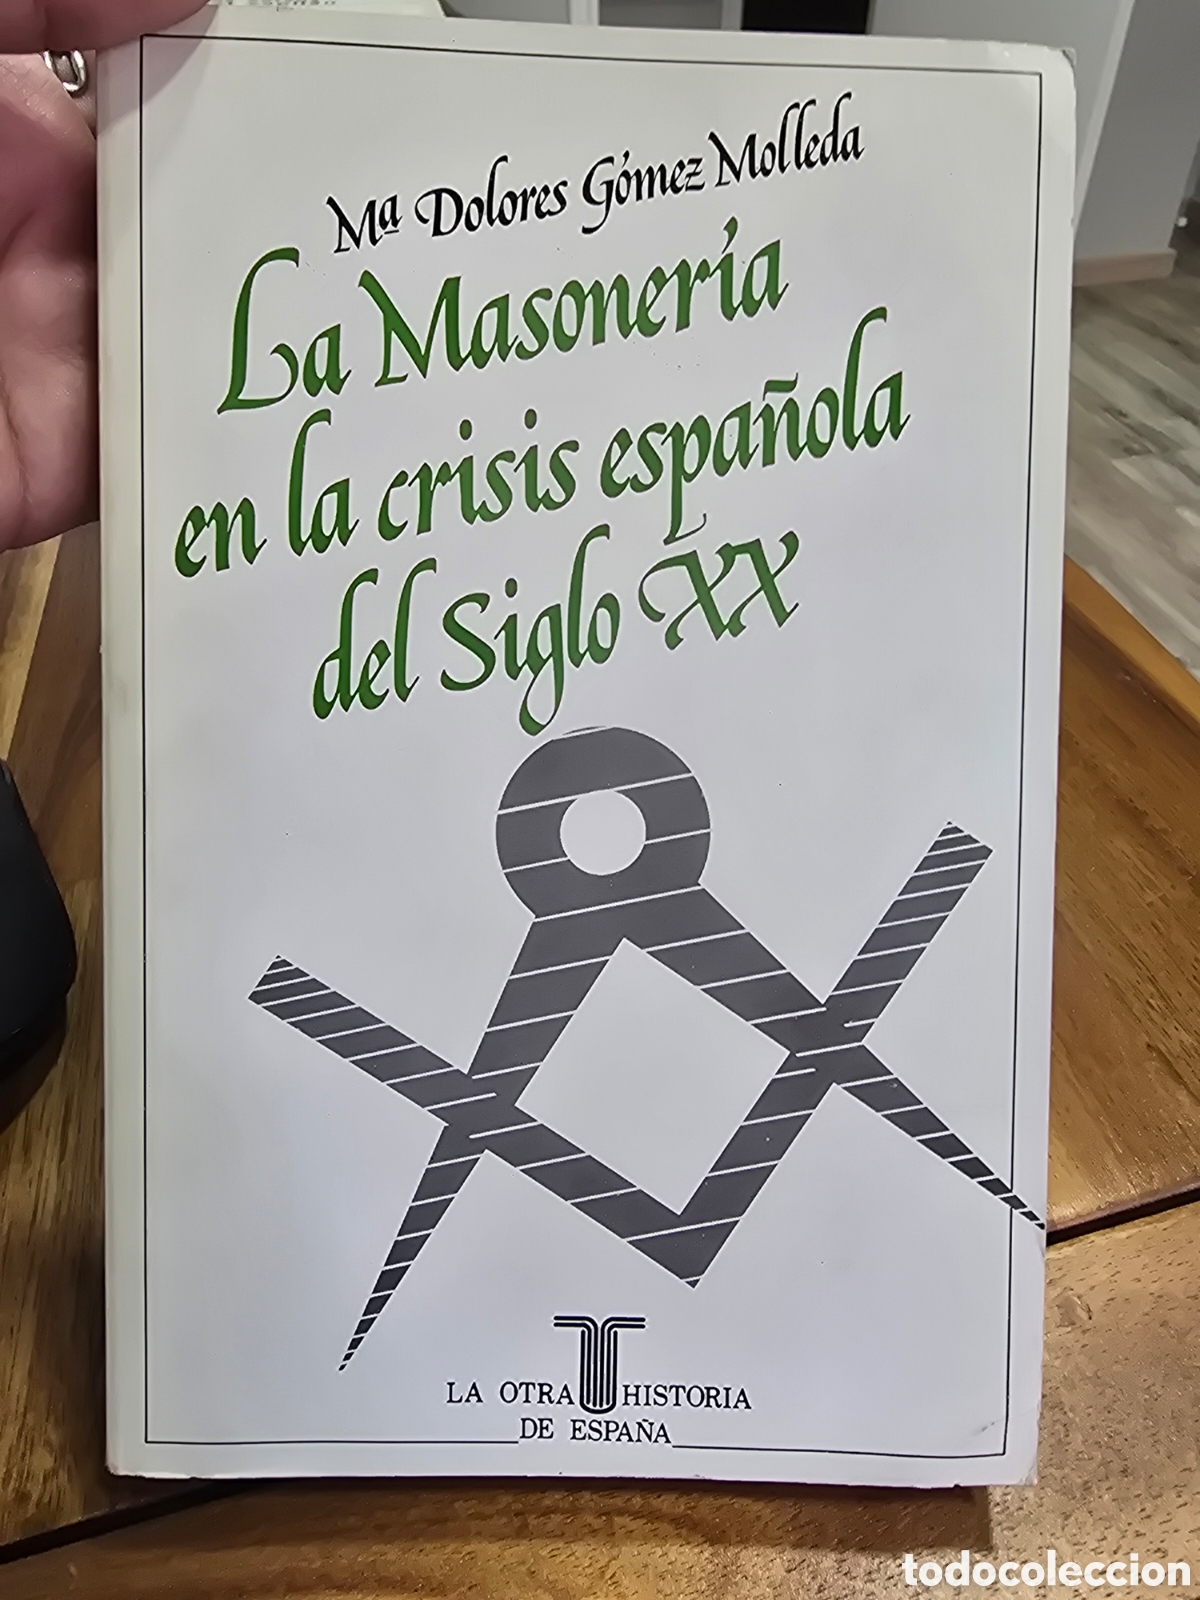 Mª Dolores Gómez Molleda
La Masonería
en la crisis española
del Siglo XX
LA OTRA HISTORIA
DE ESPAÑA
todocoleccion